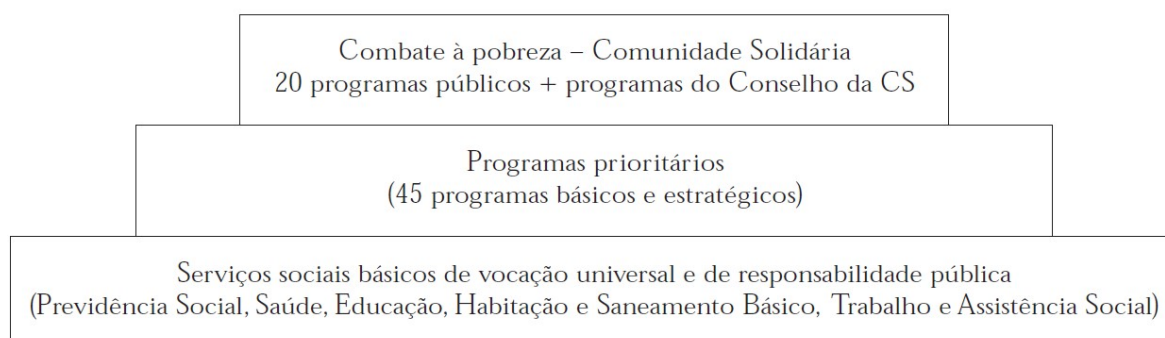 Combate à pobreza – Comunidade Solidária
20 programas públicos + programas do Conselho da CS
Programas prioritários
(45 programas básicos e estratégicos)
Serviços sociais básicos de vocação universal e de responsabilidade pública
(Previdência Social, Saúde, Educação, Habitação e Saneamento Básico, Trabalho e Assistência Social)